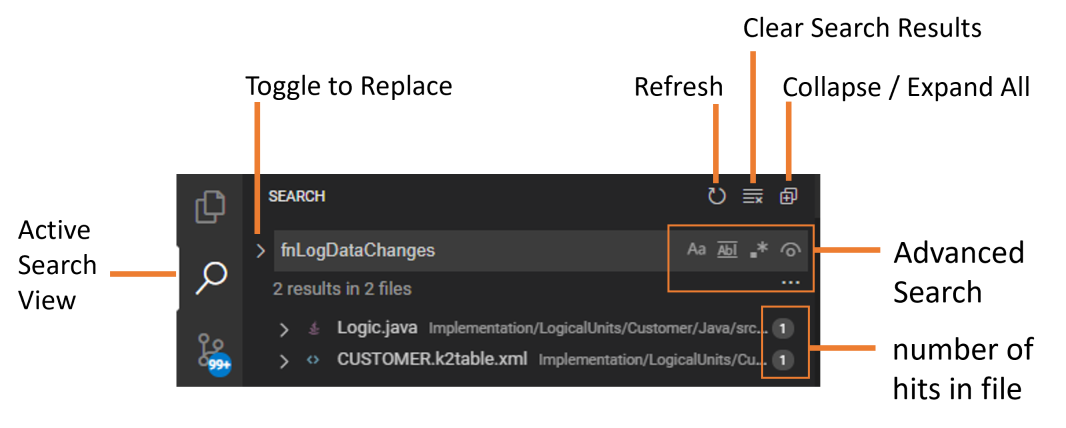 Clear Search Results
Toggle to Replace
Refresh
Collapse / Expand All
SEARCH
Active
Search
View
fnLogDataChanges
Aa Abl .*
Advanced
Search
2 results in 2 files
...
Logic.java Implementation/LogicalUnits/Customer/Java/src... 1
CUSTOMER.k2table.xml Implementation/LogicalUnits/Cu... 1
99+
number of
hits in file